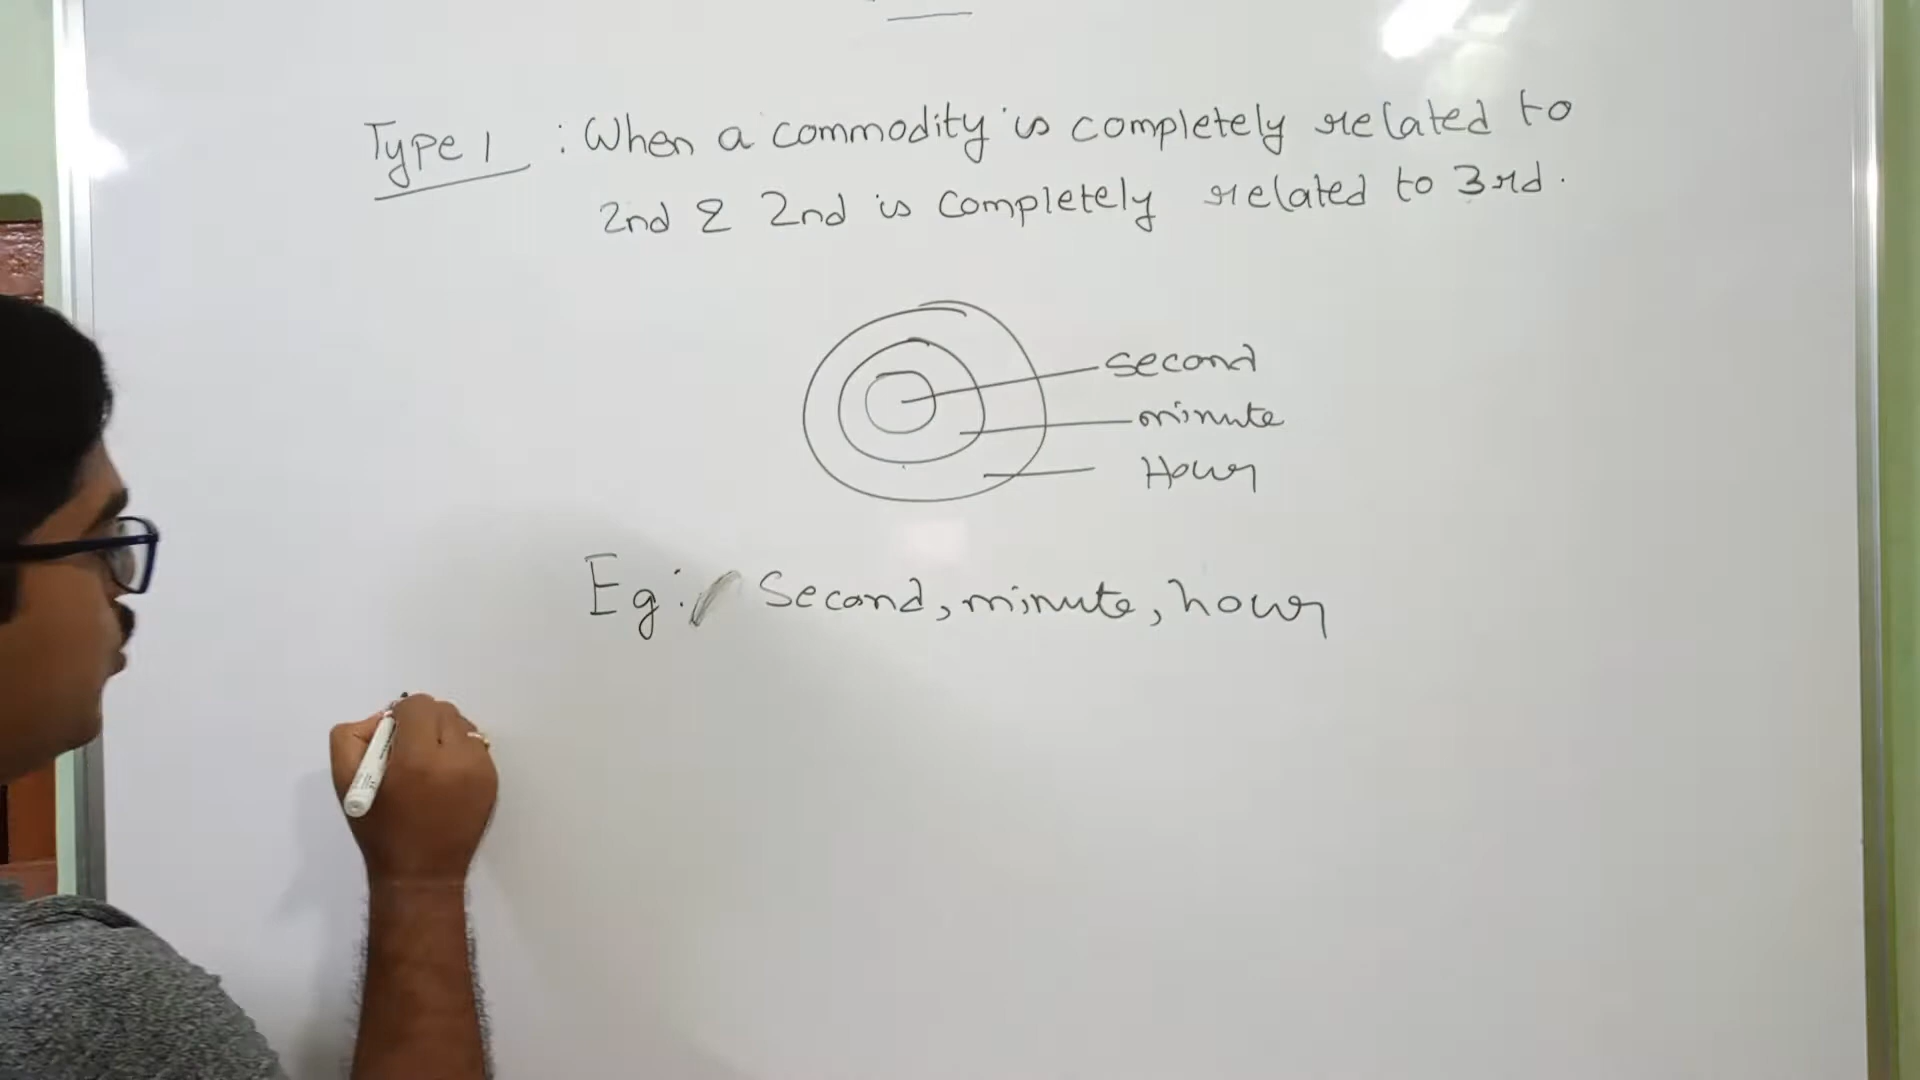 Type 1 : When a commodity is completely related to
2nd & 2nd is completely related to 3rd.
second
minute
Hour
Eg: Second, minute, hour